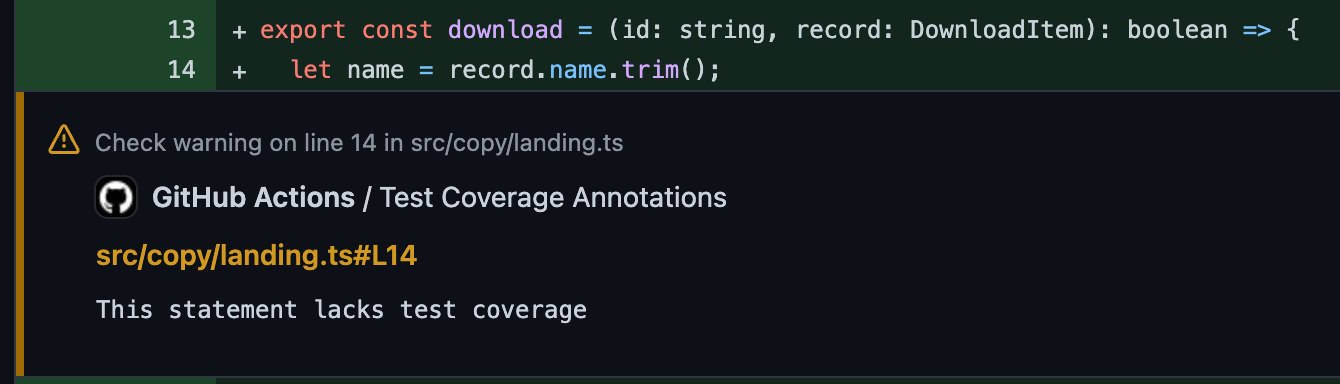 13 + export const download = (id: string, record: DownloadItem): boolean => {
14 + let name = record.name.trim();
Check warning on line 14 in src/copy/landing.ts
GitHub Actions / Test Coverage Annotations
src/copy/landing.ts#L14
This statement lacks test coverage